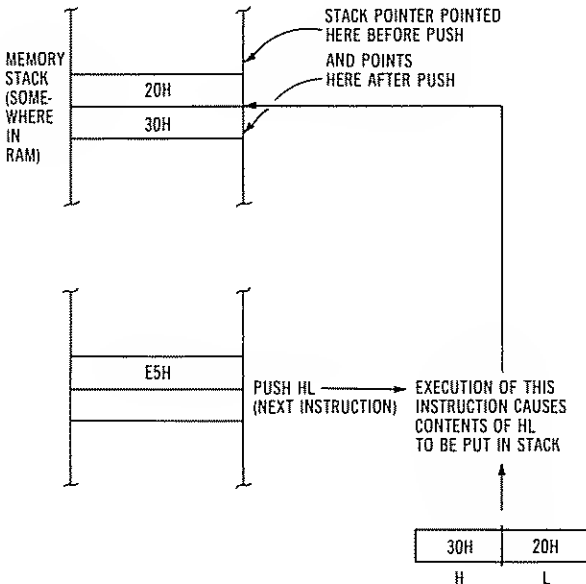 STACK POINTER POINTED
HERE BEFORE PUSH
MEMORY
STACK
(SOME-
WHERE
IN
RAM)
AND POINTS
HERE AFTER PUSH
20H
30H
E5H
PUSH HL
(NEXT INSTRUCTION)
EXECUTION OF THIS
INSTRUCTION CAUSES
CONTENTS OF HL
TO BE PUT IN STACK
30H 20H
H L